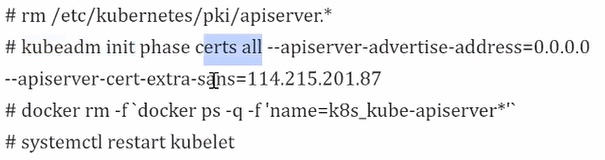 # rm /etc/kubernetes/pki/apiserver.*
# kubeadm init phase certs all --apiserver-advertise-address=0.0.0.0
--apiserver-cert-extra-sans=114.215.201.87
# docker rm -f `docker ps -q -f 'name=k8s_kube-apiserver*'`
# systemctl restart kubelet